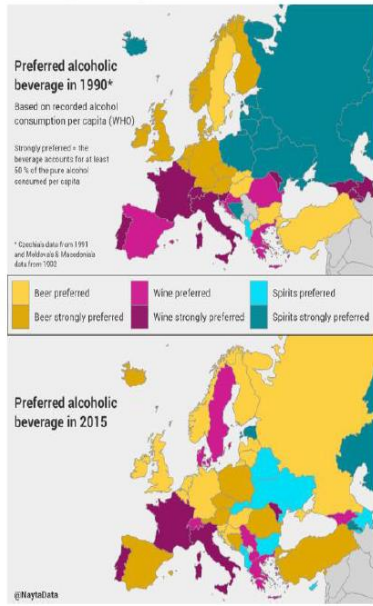 Preferred alcoholic
beverage in 1990*
Based on recorded alcohol
consumption per capita (WHO)
Strongly preferred = the
beverage accounts for at least
50 % of the pure alcohol
consumed per capita
* Czechia's data from 1991
and Moldova's & Macedonia's
data from 1990
Beer preferred
Wine preferred
Spirits preferred
Beer strongly preferred
Wine strongly preferred
Spirits strongly preferred
Preferred alcoholic
beverage in 2015
@NaytaData